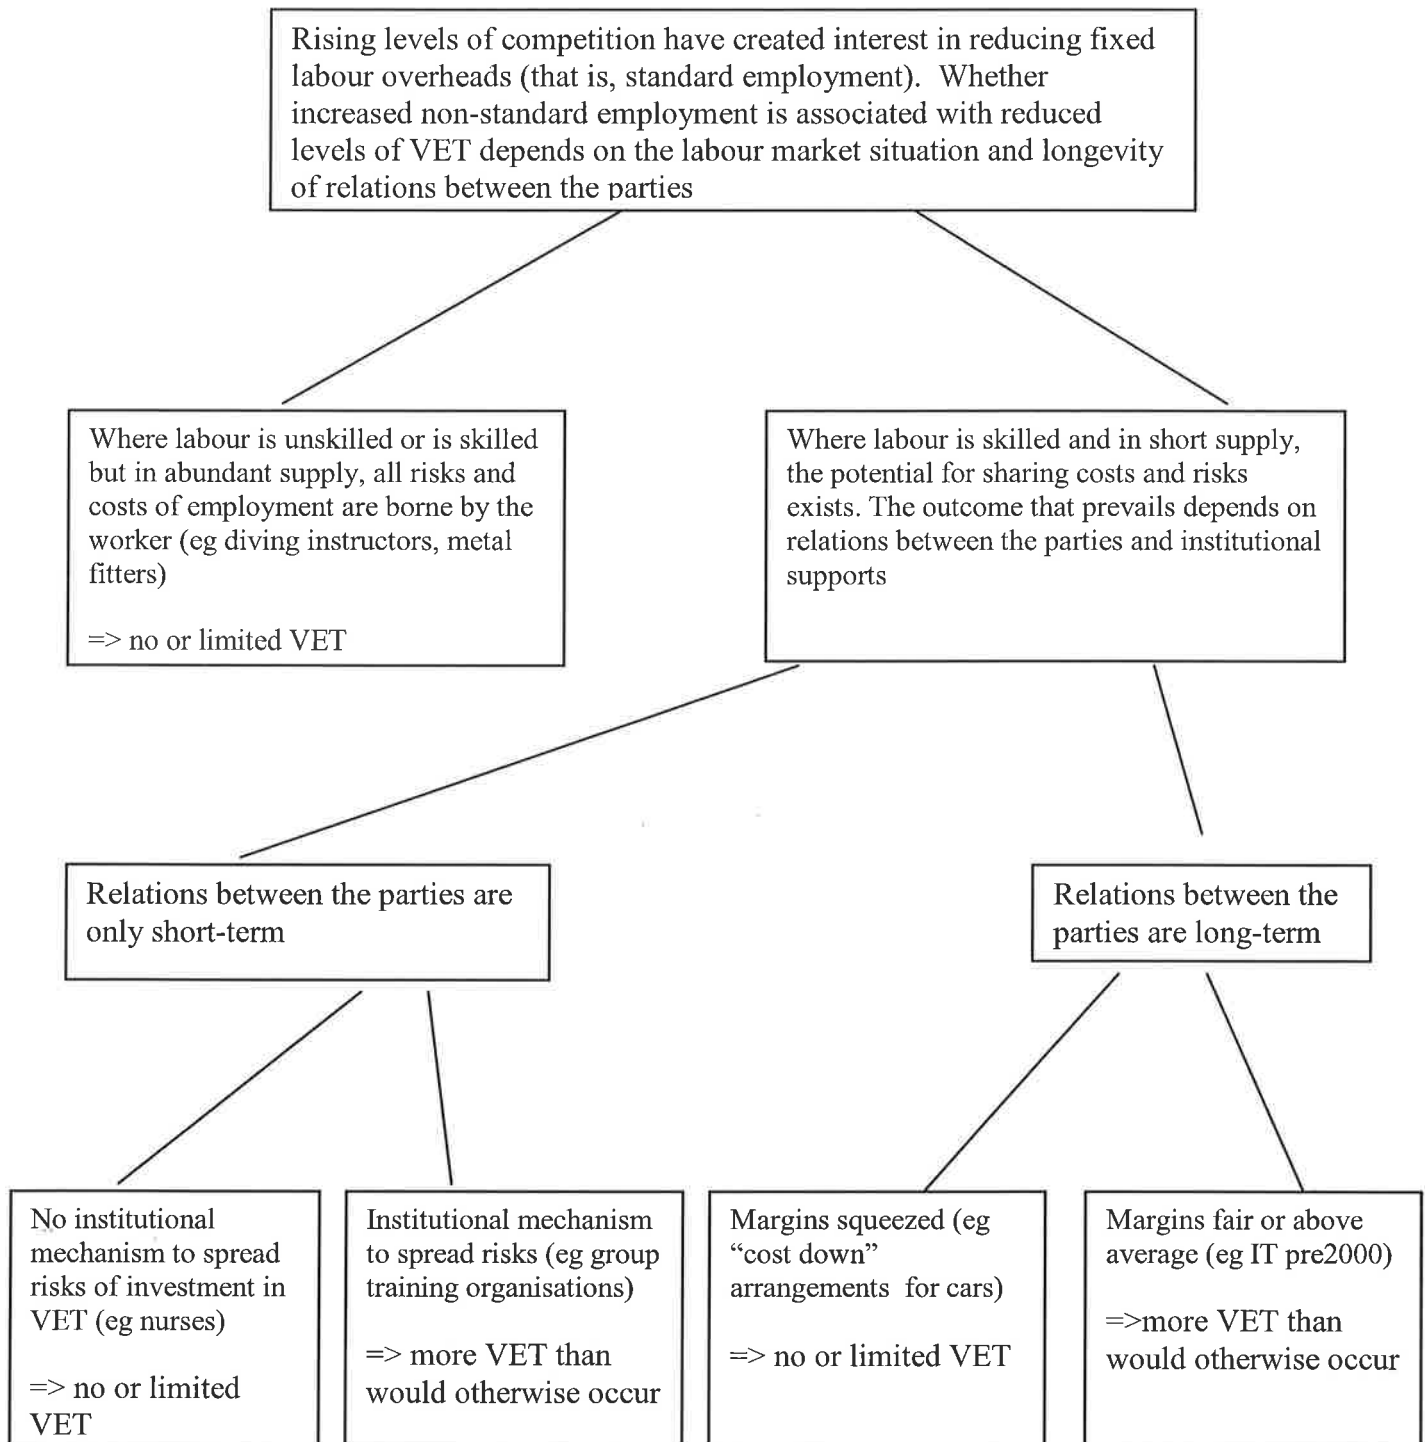 Rising levels of competition have created interest in reducing fixed
labour overheads (that is, standard employment).  Whether
increased non-standard employment is associated with reduced
levels of VET depends on the labour market situation and longevity
of relations between the parties
Where labour is unskilled or is skilled
but in abundant supply, all risks and
costs of employment are borne by the
worker (eg diving instructors, metal
fitters)
=> no or limited VET
Where labour is skilled and in short supply,
the potential for sharing costs and risks
exists. The outcome that prevails depends on
relations between the parties and institutional
supports
Relations between the parties are
only short-term
Relations between the
parties are long-term
No institutional
mechanism to spread
risks of investment in
VET (eg nurses)
=> no or limited
VET
Institutional mechanism
to spread risks (eg group
training organisations)
=> more VET than
would otherwise occur
Margins squeezed (eg
“cost down”
arrangements  for cars)
=> no or limited VET
Margins fair or above
average (eg IT pre2000)
=>more VET than
would otherwise occur